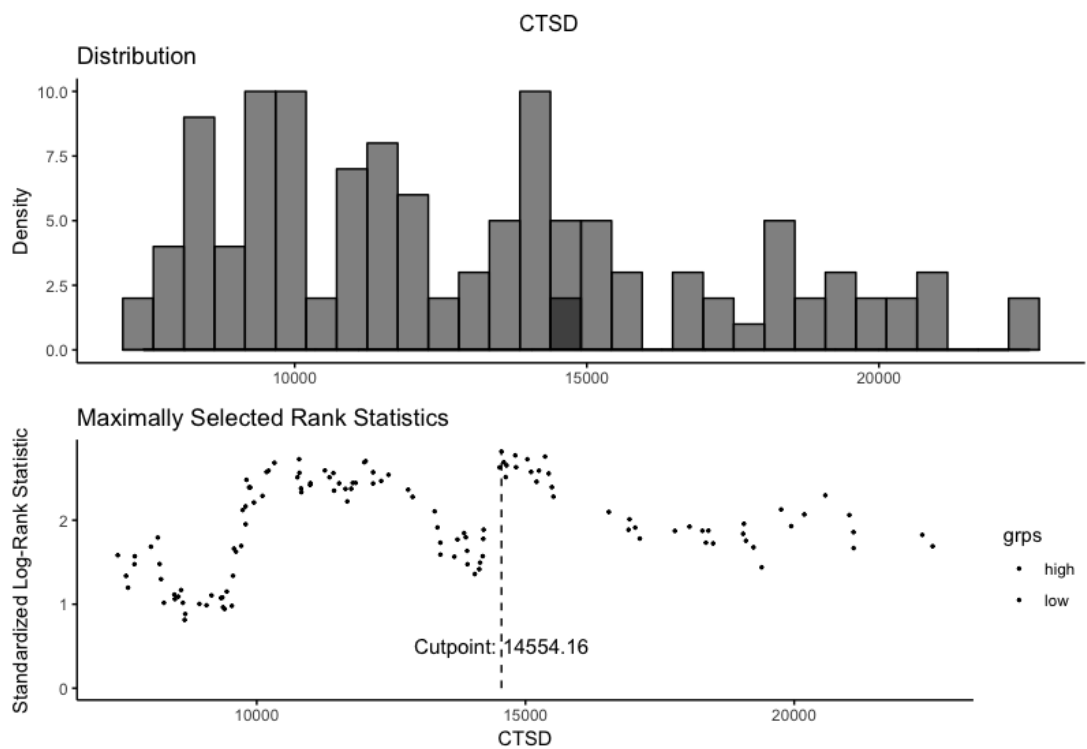 CTSD
Distribution
Density
10.0
7.5
5.0
2.5
0.0
10000 15000 20000
Maximally Selected Rank Statistics
Standardized Log-Rank Statistic
2
1
0
Cutpoint: 14554.16
10000 15000 20000
CTSD
grps
high
low